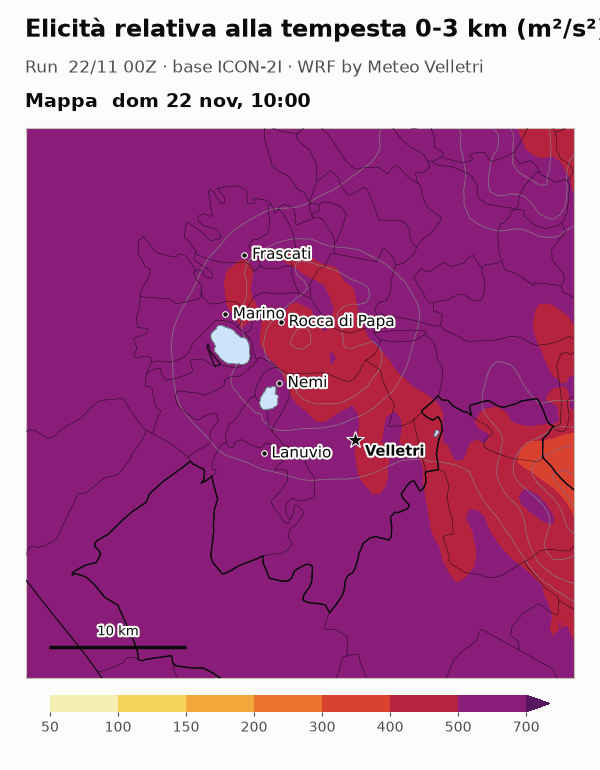 Elicità relativa alla tempesta 0-3 km (m²/s²)
Run 22/11 00Z · base ICON-2I · WRF by Meteo Velletri
Mappa dom 22 nov, 10:00
Frascati
Marino
Rocca di Papa
Nemi
Velletri
Lanuvio
10 km
50 100 150 200 300 400 500 700